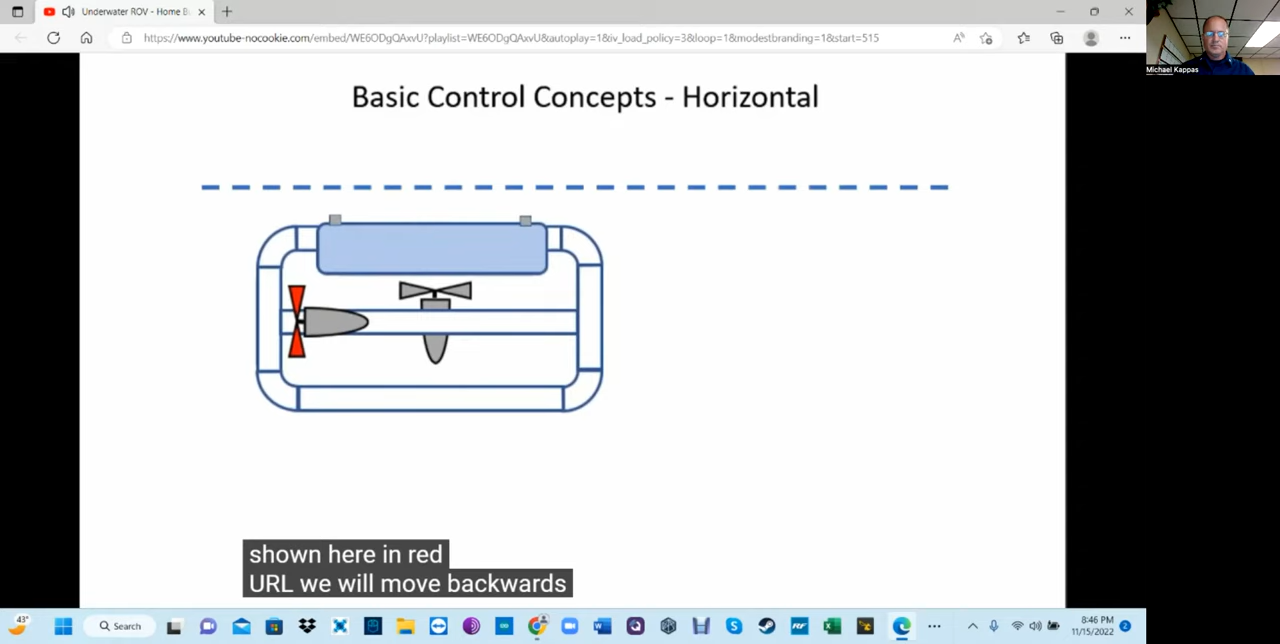 Underwater ROV - Home Bu
https://www.youtube-nocookie.com/embed/WE6ODgQAxvU?playlist=WE6ODgQAxvU&autoplay=1&iv_load_policy=3&loop=1&modestbranding=1&start=515
Michael Kappas
Basic Control Concepts - Horizontal
shown here in red
URL we will move backwards
43°
Search
8:46 PM
11/15/2022
2